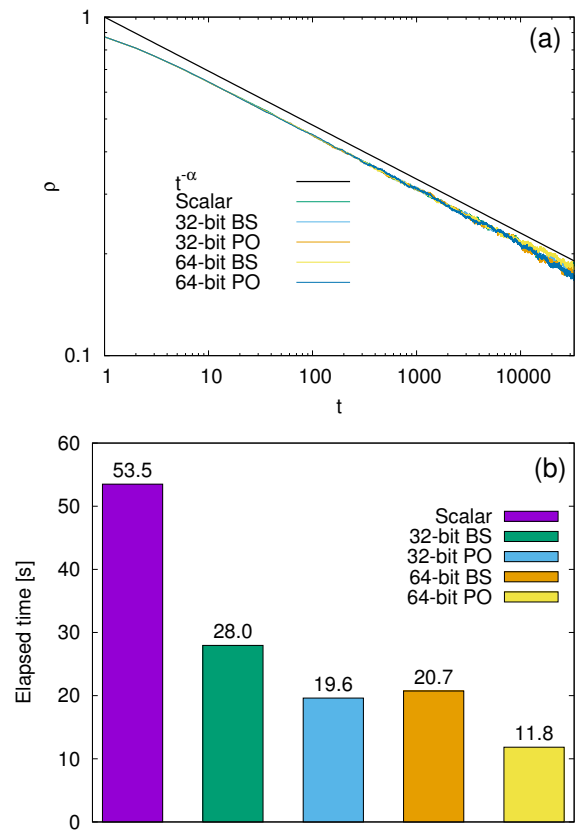 (a)
1
ρ
0.1
t^-α
Scalar
32-bit BS
32-bit PO
64-bit BS
64-bit PO
1
10
100
1000
10000
t
(b)
60
50
40
30
20
10
0
Elapsed time [s]
53.5
28.0
19.6
20.7
11.8
Scalar
32-bit BS
32-bit PO
64-bit BS
64-bit PO